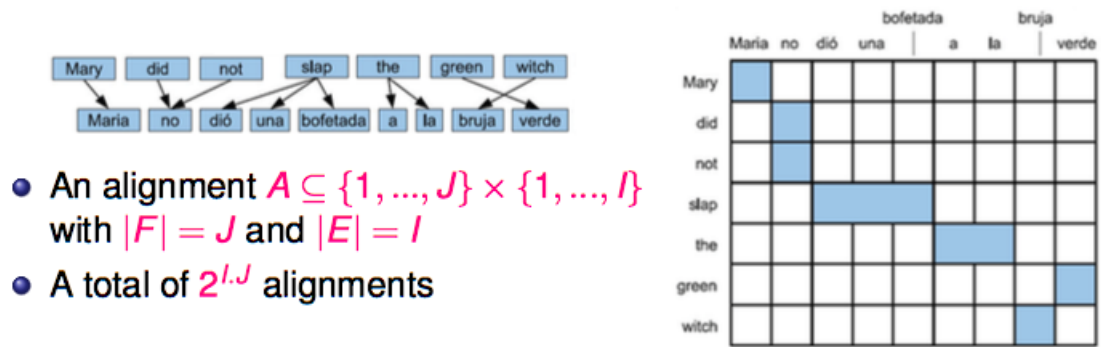 Mary did not slap the green witch
Maria no dió una bofetada a la bruja verde
An alignment A ⊆ {1, ..., J} × {1, ..., I}
with |F| = J and |E| = I
A total of 2^{I.J} alignments
bofetada bruja
Maria no dió una a la verde
Mary
did
not
slap
the
green
witch